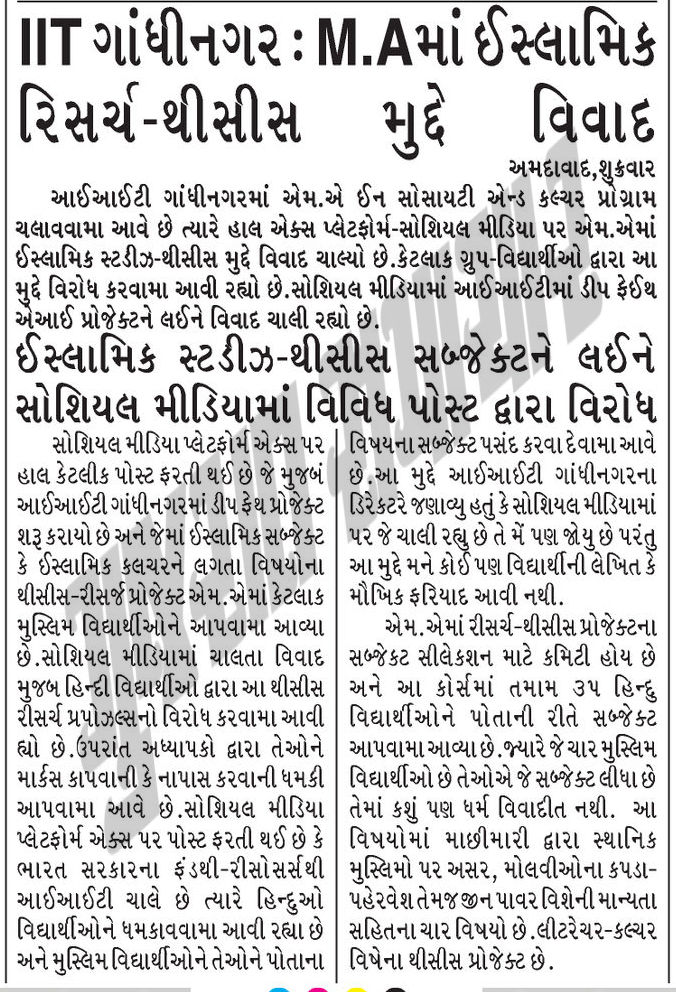 IIT ગાંધીનગર : M.Aમાં ઈસ્લામિક
રિસર્ચ-થીસીસ મુદ્દે વિવાદ
અમદાવાદ,શુક્રવાર
આઈઆઈટી ગાંધીનગરમાં એમ.એ ઈન સોસાયટી એન્ડ કલ્ચર પ્રોગ્રામ
ચલાવવામા આવે છે ત્યારે હાલ એક્સ પ્લેટફોર્મ-સોશિયલ મીડિયા પર એમ.એમાં
ઈસ્લામિક સ્ટડીઝ-થીસીસ મુદ્દે વિવાદ ચાલ્યો છે.કેટલાક ગ્રુપ-વિદ્યાર્થીઓ દ્વારા આ
મુદ્દે વિરોધ કરવામા આવી રહ્યો છે.સોશિયલ મીડિયામાં આઈઆઈટીમાં ડીપ ફેઈથ
એઆઈ પ્રોજેક્ટને લઈને વિવાદ ચાલી રહ્યો છે.
ઈસ્લામિક સ્ટડીઝ-થીસીસ સબ્જેક્ટને લઈને
સોશિયલ મીડિયામાં વિવિધ પોસ્ટ દ્વારા વિરોધ
સોશિયલ મીડિયા પ્લેટફોર્મ એક્સ પર
હાલ કેટલીક પોસ્ટ ફરતી થઈ છે જે મુજબં
આઈઆઈટી ગાંધીનગરમાં ડીપ ફેથ પ્રોજેક્ટ
શરૂ કરાયો છે અને જેમાં ઈસ્લામિક સબ્જેક્ટ
કે ઈસ્લામિક કલચરને લગતા વિષયોના
થીસીસ-રીસર્જ પ્રોજેક્ટ એમ.એમાં કેટલાક
મુસ્લિમ વિદ્યાર્થીઓને આપવામા આવ્યા
છે.સોશિયલ મીડિયામાં ચાલતા વિવાદ
મુજબ હિન્દી વિદ્યાર્થીઓ દ્વારા આ થીસીસ
રીસર્ચ પ્રપોઝલ્સનો વિરોધ કરવામા આવી
હ્યો છે.ઉપરાંત અધ્યાપકો દ્વારા તેઓને
માર્કસ કાપવાની કે નાપાસ કરવાની ધમકી
આપવામા આવે છે.સોશિયલ મીડિયા
પ્લેટફોર્મ એક્સ પર પોસ્ટ ફરતી થઈ છે કે
ભારત સરકારના ફંડથી-રીસોસર્સથી
આઈઆઈટી ચાલે છે ત્યારે હિન્દુઓ
વિદ્યાર્થીઓને ધમકાવવામા આવી રહ્યા છે
અને મુસ્લિમ વિદ્યાર્થીઓને તેઓને પોતાના
વિષયના સબ્જેક્ટ પસંદ કરવા દેવામા આવે
છે.આ મુદ્દે આઈઆઈટી ગાંધીનગરના
ડિરેક્ટરે જણાવ્યુ હતું કે સોશિયલ મીડિયામાં
પર જે ચાલી રહ્યુ છે તે મેં પણ જોયુ છે પરંતુ
આ મુદ્દે મને કોઈ પણ વિદ્યાર્થીની લેખિત કે
મૌખિક ફરિયાદ આવી નથી.
એમ.એમાં રીસર્ચ-થીસીસ પ્રોજેક્ટના
સબ્જેકટ સીલેકશન માટે કમિટી હોય છે
અને આ કોર્સમાં તમામ ૩૫ હિન્દુ
વિદ્યાર્થીઓને પોતાની રીતે સબ્જેક્ટ
આપવામા આવ્યા છે.જ્યારે જે ચાર મુસ્લિમ
વિદ્યાર્થીઓ છે તેઓએ જે સબ્જેક્ટ લીધા છે
તેમાં કશું પણ ધર્મ વિવાદીત નથી. આ
વિષયોમાં માછીમારી દ્વારા સ્થાનિક
મુસ્લિમો પર અસર, મોલવીઓના કપડા-
પહેરવેશ તેમજ જીન પાવર વિશેની માન્યતા
સહિતના ચાર વિષયો છે.લીટરેચર-કલ્ચર
વિષેના થીસીસ પ્રોજેક્ટ છે.
ગુજરાત સમાચાર